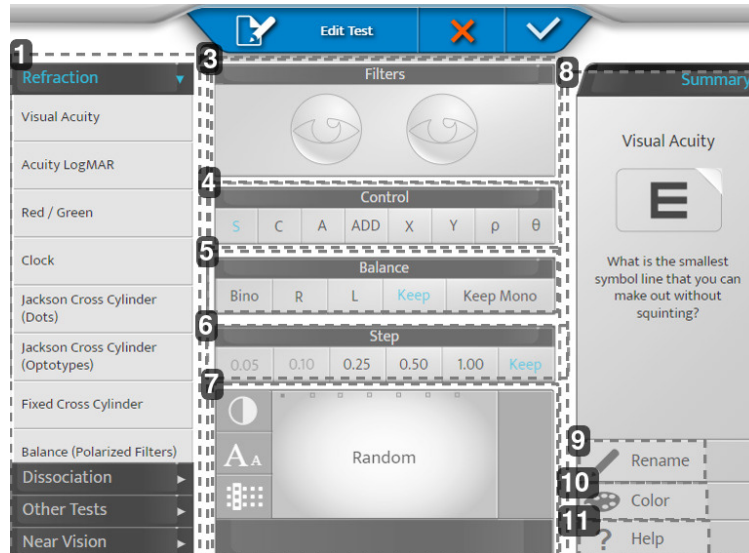 Edit Test
1
Refraction
Visual Acuity
Acuity LogMAR
Red / Green
Clock
Jackson Cross Cylinder
(Dots)
Jackson Cross Cylinder
(Optotypes)
Fixed Cross Cylinder
Balance (Polarized Filters)
Dissociation
Other Tests
Near Vision
3
Filters
4
Control
S C A ADD X Y ρ θ
5
Balance
Bino R L Keep Keep Mono
6
Step
0.05 0.10 0.25 0.50 1.00 Keep
7
A A
Random
8
Summary
Visual Acuity
E
What is the smallest
symbol line that you can
make out without
squinting?
9
Rename
10
Color
11
? Help